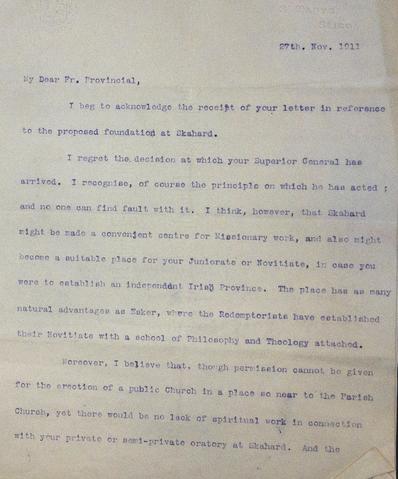 S Mary's
Sligo
27th. Nov. 1911
My Dear Fr. Provincial,
I beg to acknowledge the receipt of your letter in reference
to the proposed foundation at Skahard.
I regret the decision at which your Superior General has
arrived. I recognise, of course the principle on which he has acted ;
and no one can find fault with it. I think, however, that Skahard
might be made a convenient centre for Missionary work, and also might
become a suitable place for your Juniorate or Novitiate, in case you
were to establish an independant Irish Province. The place has as many
natural advantages as Esker, where the Redemptorists have established
their Novitiate with a school of Philosophy and Theology attached.
Moreover, I believe that, though permission cannot be given
for the erection of a public Church in a place so near to the Parish
Church, yet there would be no lack of spiritual work in connection
with your private or semi-private oratory at Skahard. And the